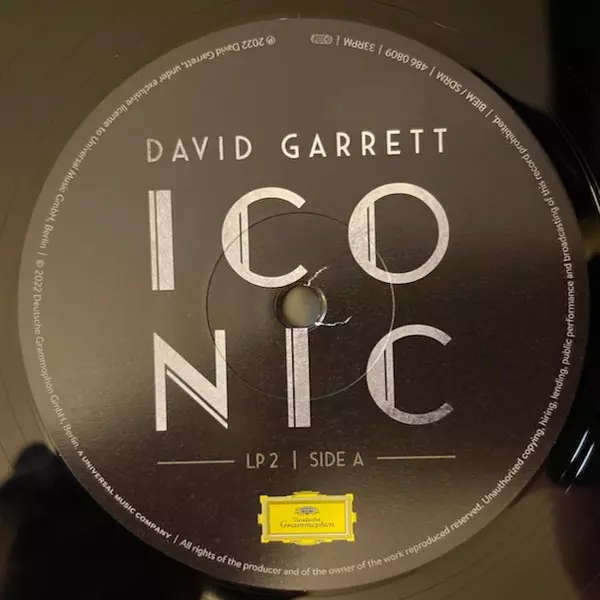 DAVID GARRETT
ICO
NIC
LP 2 | SIDE A
Deutsche
Grammophon
℗ 2022 David Garrett, under exclusive license to Universal Music GmbH, Berlin | © 2022 Deutsche Grammophon GmbH, Berlin. A UNIVERSAL MUSIC COMPANY | All rights of the producer and of the owner of the work reproduced reserved. Unauthorized copying, hiring, lending, public performance and broadcasting of this record prohibited. BIEM / SDRM | 486 0809 | 33RPM |